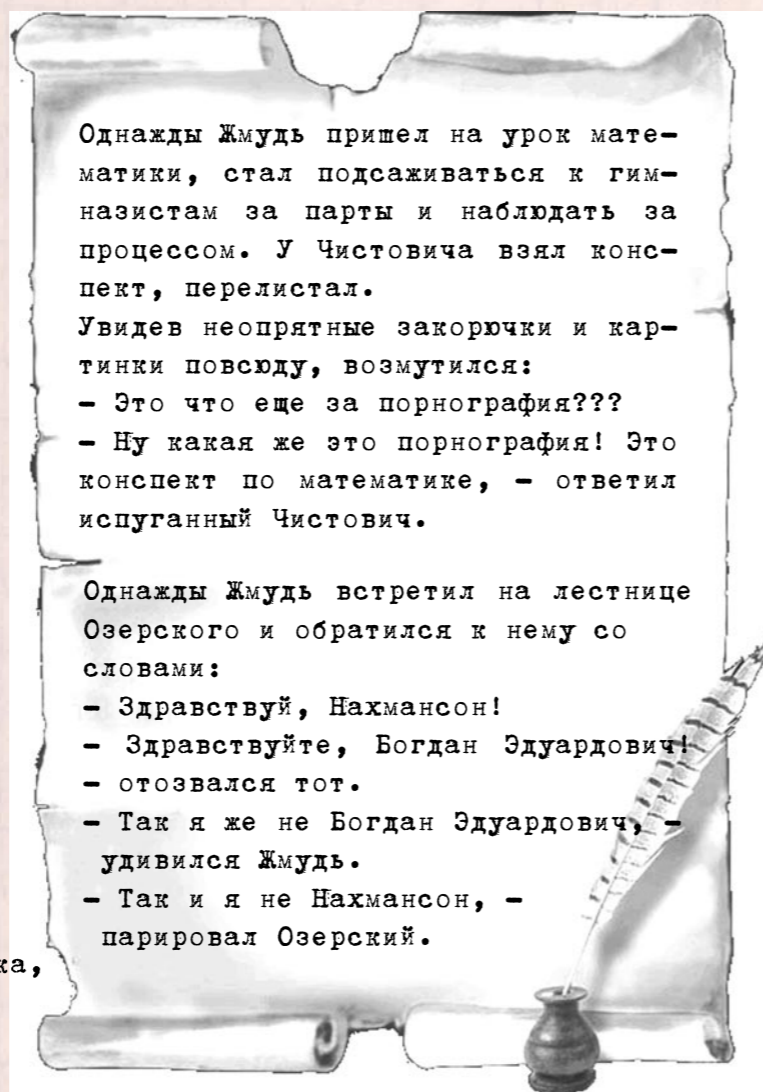 Однажды Жмудь пришел на урок мате-
матики, стал подсаживаться к гим-
назистам за парты и наблюдать за
процессом. У Чистовича взял конс-
пект, перелистал.
Увидев неопрятные закорючки и кар-
тинки повсюду, возмутился:
- Это что еще за порнография???
- Ну какая же это порнография! Это
конспект по математике, - ответил
испуганный Чистович.
Однажды Жмудь встретил на лестнице
Озерского и обратился к нему со
словами:
- Здравствуй, Нахмансон!
- Здравствуйте, Богдан Эдуардович!
- отозвался тот.
- Так я же не Богдан Эдуардович, -
удивился Жмудь.
- Так и я не Нахмансон, -
парировал Озерский.
ка,